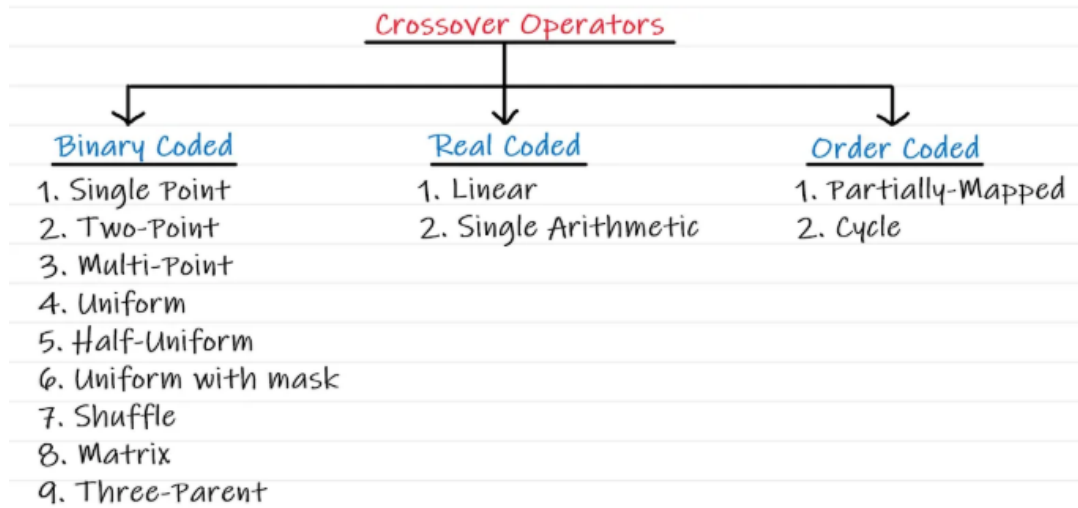 Crossover Operators
Binary Coded
1. Single Point
2. Two-Point
3. Multi-Point
4. Uniform
5. Half-Uniform
6. Uniform with mask
7. Shuffle
8. Matrix
9. Three-Parent
Real Coded
1. Linear
2. Single Arithmetic
Order Coded
1. Partially-Mapped
2. Cycle